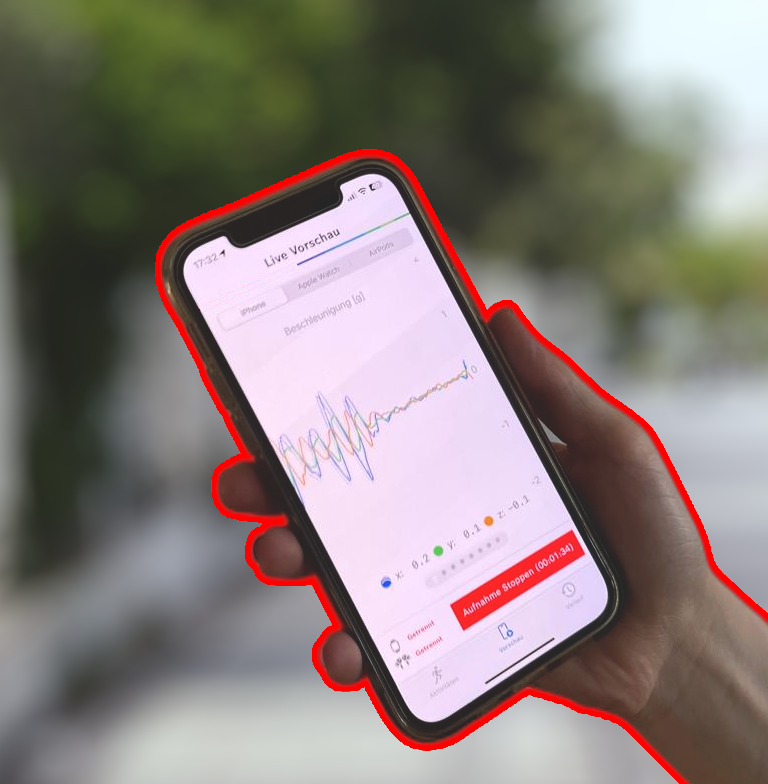 17:32
Live Vorschau
iPhone
Apple Watch
AirPods
Beschleunigung [g]
1
0
-1
-2
x: 0.2 y: 0.1 z: -0.1
Getrennt
Getrennt
Aufnahme Stoppen (00:01:34)
Aktivitäten
Vorschau
Verlauf